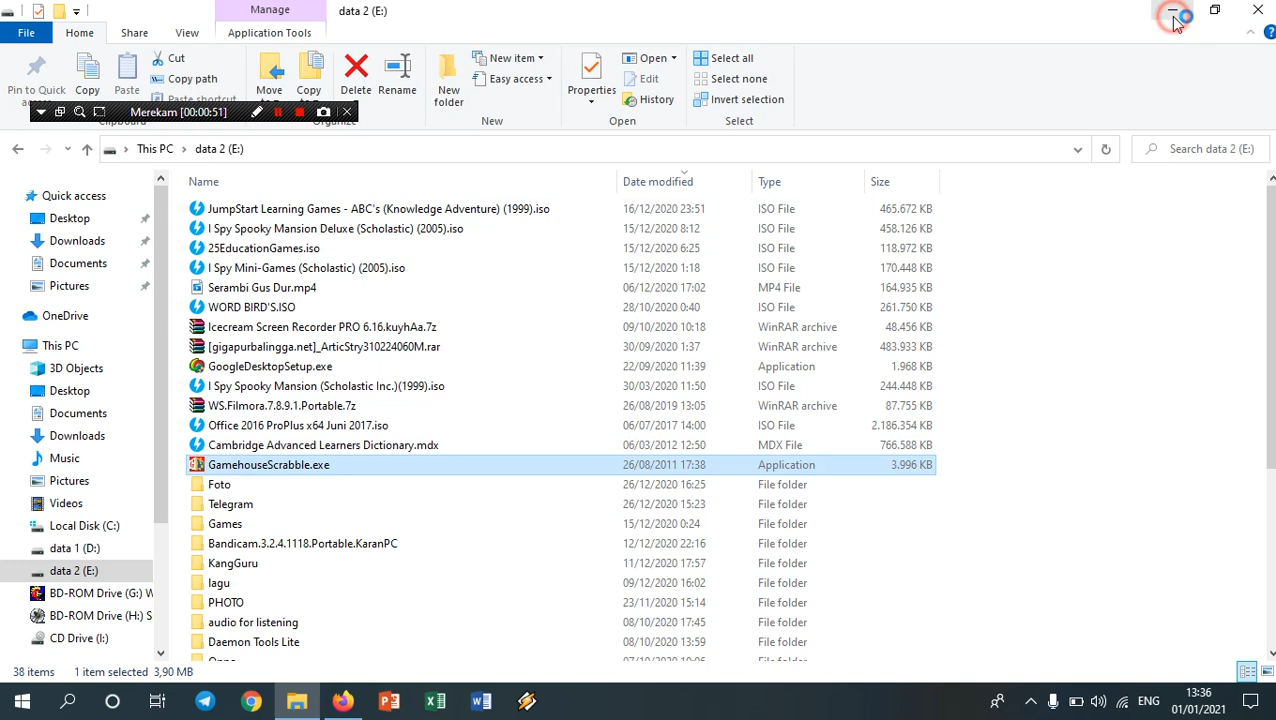 Manage
data 2 (E:)
File
Home
Share
View
Application Tools
Pin to Quick
Copy
Paste
Cut
Copy path
Paste shortcut
Move
Copy
Delete
Rename
New
folder
New item
Easy access
Properties
Open
Edit
History
Select all
Select none
Invert selection
Merekam [00:00:51]
New
Open
Select
This PC
data 2 (E:)
Search data 2 (E:)
Quick access
Desktop
Downloads
Documents
Pictures
OneDrive
This PC
3D Objects
Desktop
Documents
Downloads
Music
Pictures
Videos
Local Disk (C:)
data 1 (D:)
data 2 (E:)
BD-ROM Drive (G:) W
BD-ROM Drive (H:) S
CD Drive (I:)
Name Date modified Type Size
JumpStart Learning Games - ABC's (Knowledge Adventure) (1999).iso 16/12/2020 23:51 ISO File 465.672 KB
I Spy Spooky Mansion Deluxe (Scholastic) (2005).iso 15/12/2020 8:12 ISO File 458.126 KB
25EducationGames.iso 15/12/2020 6:25 ISO File 118.972 KB
I Spy Mini-Games (Scholastic) (2005).iso 15/12/2020 1:18 ISO File 170.448 KB
Serambi Gus Dur.mp4 06/12/2020 17:02 MP4 File 164.935 KB
WORD BIRD'S.ISO 28/10/2020 0:40 ISO File 261.750 KB
Icecream Screen Recorder PRO 6.16.kuyhAa.7z 09/10/2020 10:18 WinRAR archive 48.456 KB
[gigapurbalingga.net]_ArticStry310224060M.rar 30/09/2020 1:37 WinRAR archive 483.933 KB
GoogleDesktopSetup.exe 22/09/2020 11:39 Application 1.968 KB
I Spy Spooky Mansion (Scholastic Inc.)(1999).iso 30/03/2020 11:50 ISO File 244.448 KB
WS.Filmora.7.8.9.1.Portable.7z 26/08/2019 13:05 WinRAR archive 87.755 KB
Office 2016 ProPlus x64 Juni 2017.iso 06/07/2017 14:00 ISO File 2.186.354 KB
Cambridge Advanced Learners Dictionary.mdx 06/03/2012 12:50 MDX File 766.588 KB
GamehouseScrabble.exe 26/08/2011 17:38 Application 3.996 KB
Foto 26/12/2020 16:25 File folder
Telegram 26/12/2020 15:23 File folder
Games 15/12/2020 0:24 File folder
Bandicam.3.2.4.1118.Portable.KaranPC 12/12/2020 22:16 File folder
KangGuru 11/12/2020 17:57 File folder
lagu 09/12/2020 16:02 File folder
PHOTO 23/11/2020 15:14 File folder
audio for listening 08/10/2020 17:45 File folder
Daemon Tools Lite 08/10/2020 13:59 File folder
38 items
1 item selected 3,90 MB
ENG
13:36
01/01/2021